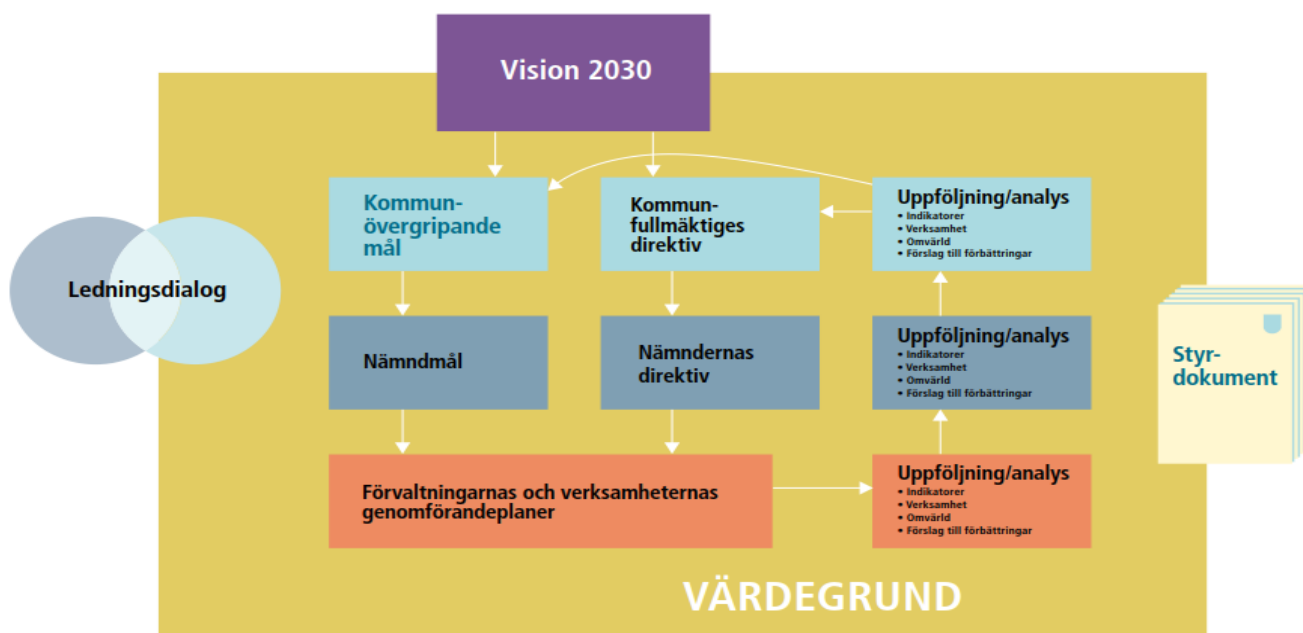 Vision 2030
Kommun-
övergripande
mål
Kommun-
fullmäktiges
direktiv
Uppföljning/analys
• Indikatorer
• Verksamhet
• Omvärld
• Förslag till förbättringar
Ledningsdialog
Nämndmål
Nämndernas
direktiv
Uppföljning/analys
• Indikatorer
• Verksamhet
• Omvärld
• Förslag till förbättringar
Styr-
dokument
Förvaltningarnas och verksamheternas
genomförandeplaner
Uppföljning/analys
• Indikatorer
• Verksamhet
• Omvärld
• Förslag till förbättringar
VÄRDEGRUND